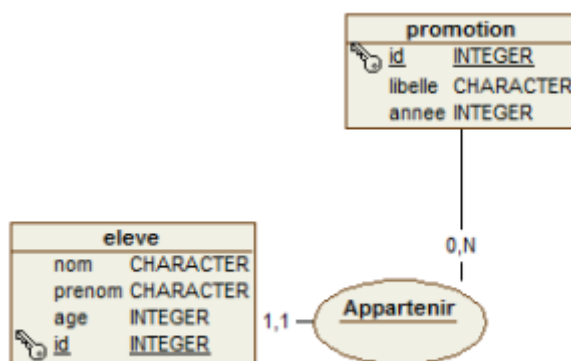 promotion
id INTEGER
libelle CHARACTER
annee INTEGER
0,N
eleve
nom CHARACTER
prenom CHARACTER
age INTEGER
id INTEGER
1,1
Appartenir